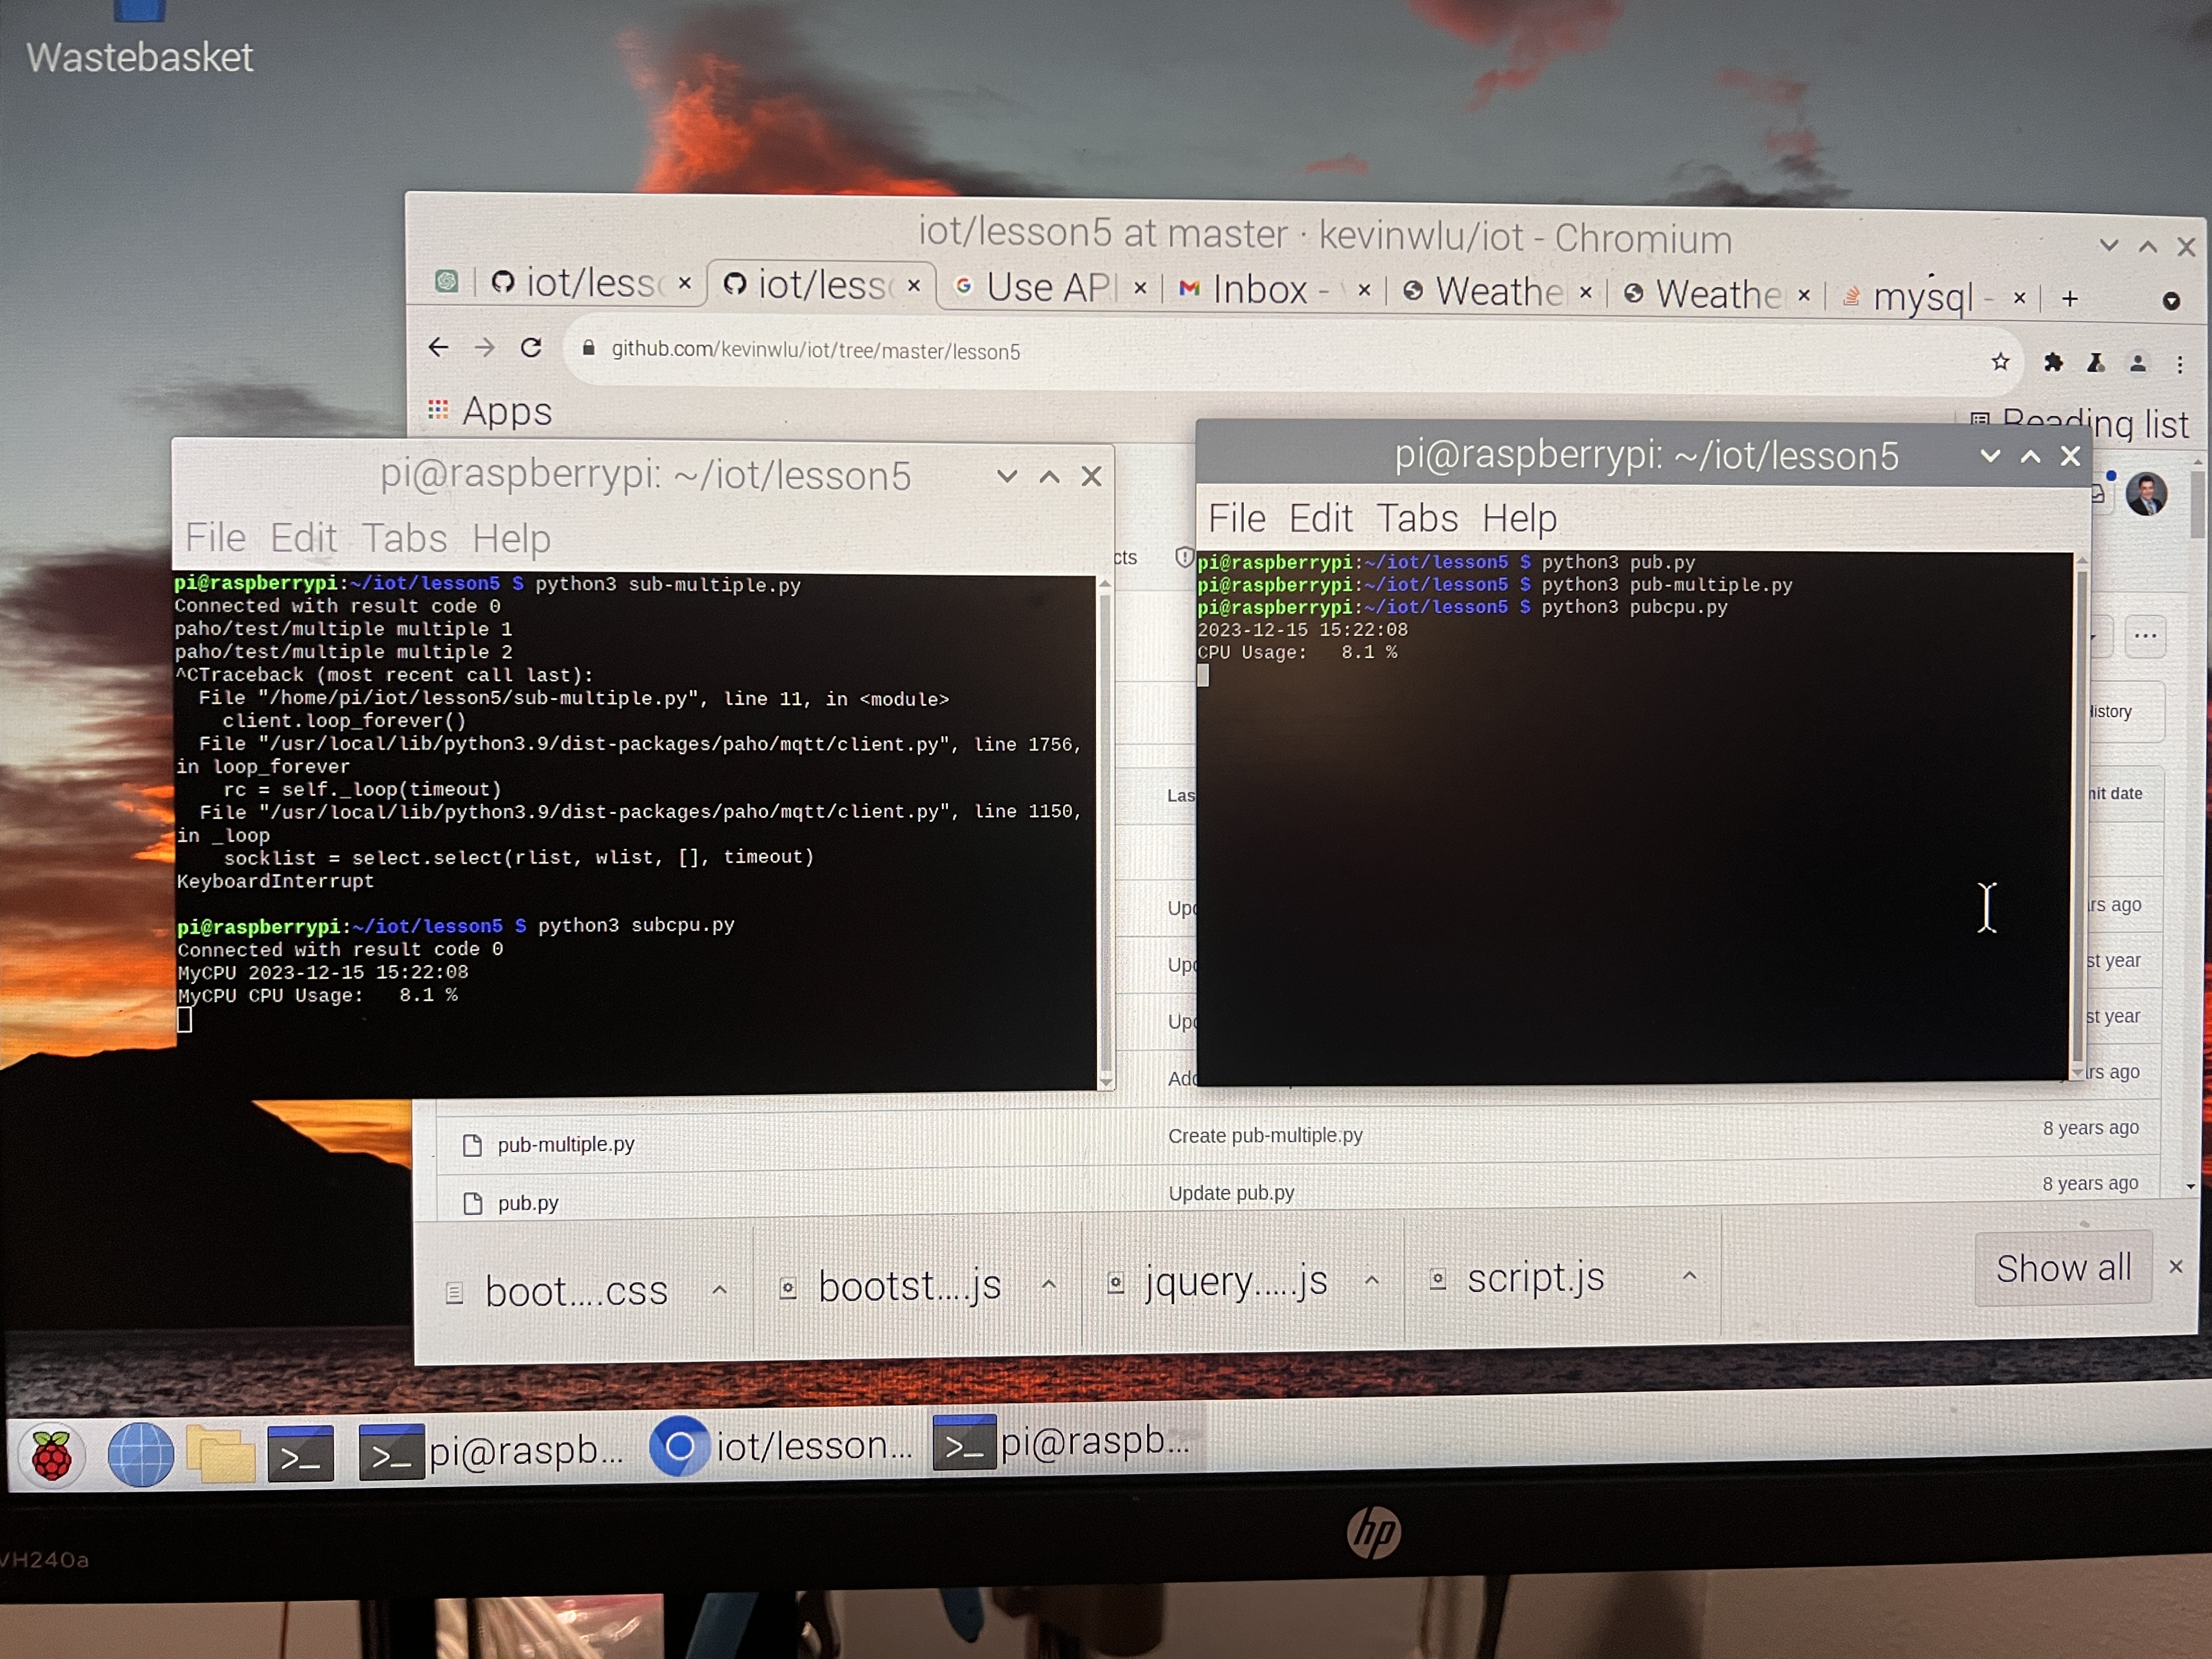 Wastebasket
iot/lesson5 at master · kevinwlu/iot - Chromium
iot/less
iot/less
Use API
Inbox -
Weathe
Weathe
mysql -
github.com/kevinwlu/iot/tree/master/lesson5
Apps
Reading list
pi@raspberrypi: ~/iot/lesson5
File Edit Tabs Help
pi@raspberrypi:~/iot/lesson5 $ python3 sub-multiple.py
Connected with result code 0
paho/test/multiple multiple 1
paho/test/multiple multiple 2
^CTraceback (most recent call last):
File "/home/pi/iot/lesson5/sub-multiple.py", line 11, in <module>
client.loop_forever()
File "/usr/local/lib/python3.9/dist-packages/paho/mqtt/client.py", line 1756,
in loop_forever
rc = self._loop(timeout)
File "/usr/local/lib/python3.9/dist-packages/paho/mqtt/client.py", line 1150,
in _loop
socklist = select.select(rlist, wlist, [], timeout)
KeyboardInterrupt
pi@raspberrypi:~/iot/lesson5 $ python3 subcpu.py
Connected with result code 0
MyCPU 2023-12-15 15:22:08
MyCPU CPU Usage: 8.1 %
pi@raspberrypi: ~/iot/lesson5
File Edit Tabs Help
pi@raspberrypi:~/iot/lesson5 $ python3 pub.py
pi@raspberrypi:~/iot/lesson5 $ python3 pub-multiple.py
pi@raspberrypi:~/iot/lesson5 $ python3 pubcpu.py
2023-12-15 15:22:08
CPU Usage: 8.1 %
cts
istory
Las
it date
Upd
rs ago
Upd
st year
Upd
st year
Add
rs ago
pub-multiple.py Create pub-multiple.py 8 years ago
pub.py Update pub.py 8 years ago
boot....css
bootst....js
jquery.....js
script.js
Show all
pi@raspb...
iot/lesson...
pi@raspb...
hp
VH240a